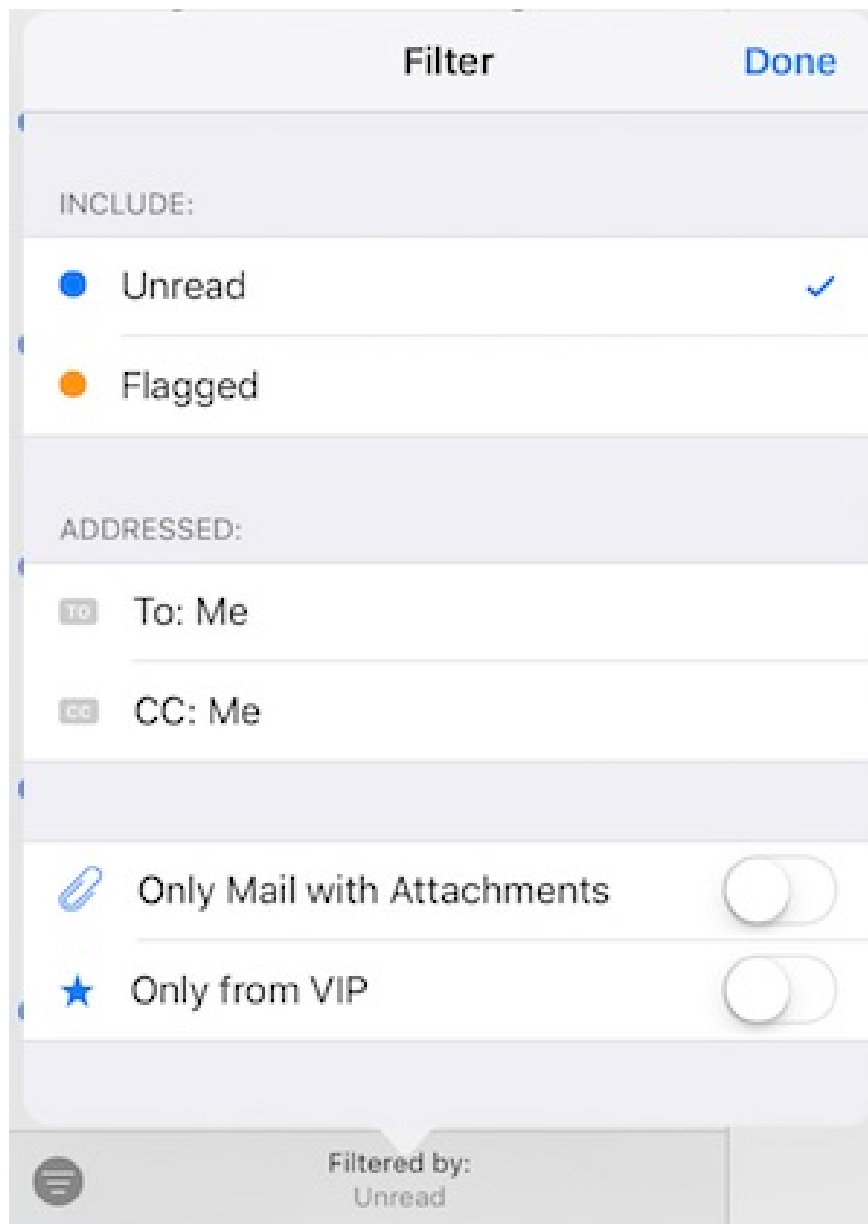 Filter Done
INCLUDE:
Unread
Flagged
ADDRESSED:
TO To: Me
CC CC: Me
Only Mail with Attachments
Only from VIP
Filtered by:
Unread